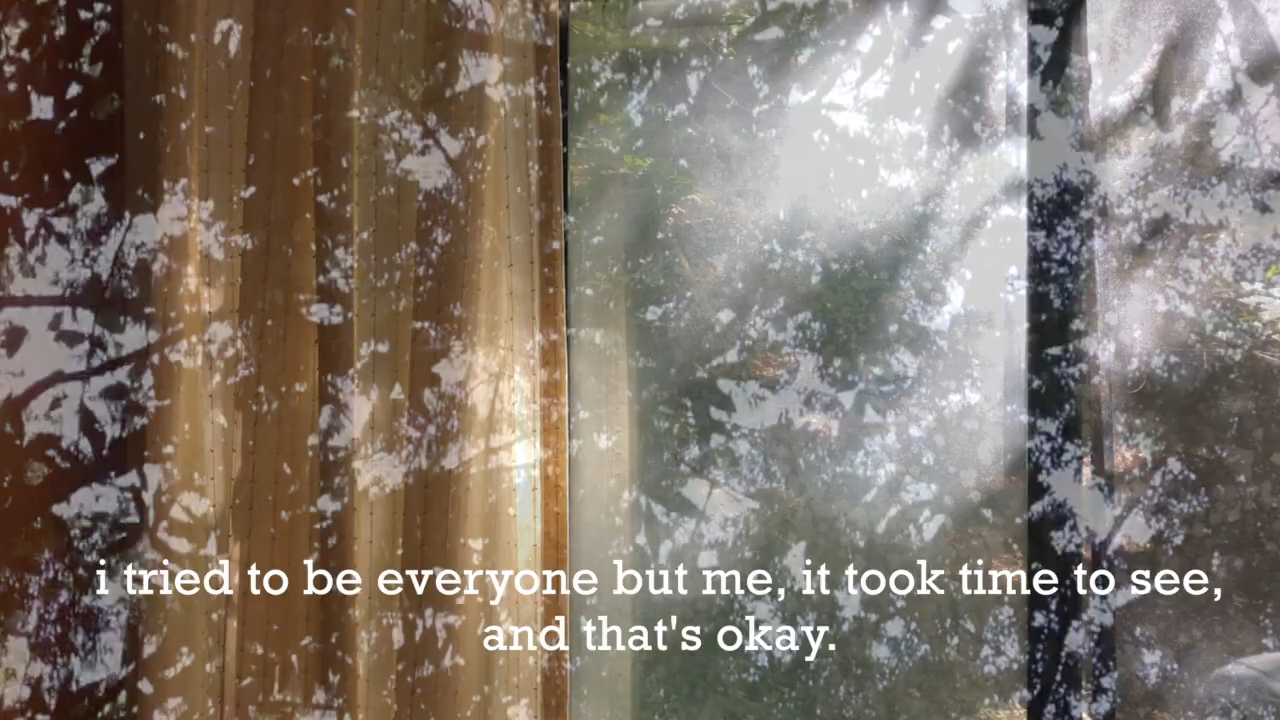 i tried to be everyone but me, it took time to see,
and that's okay.